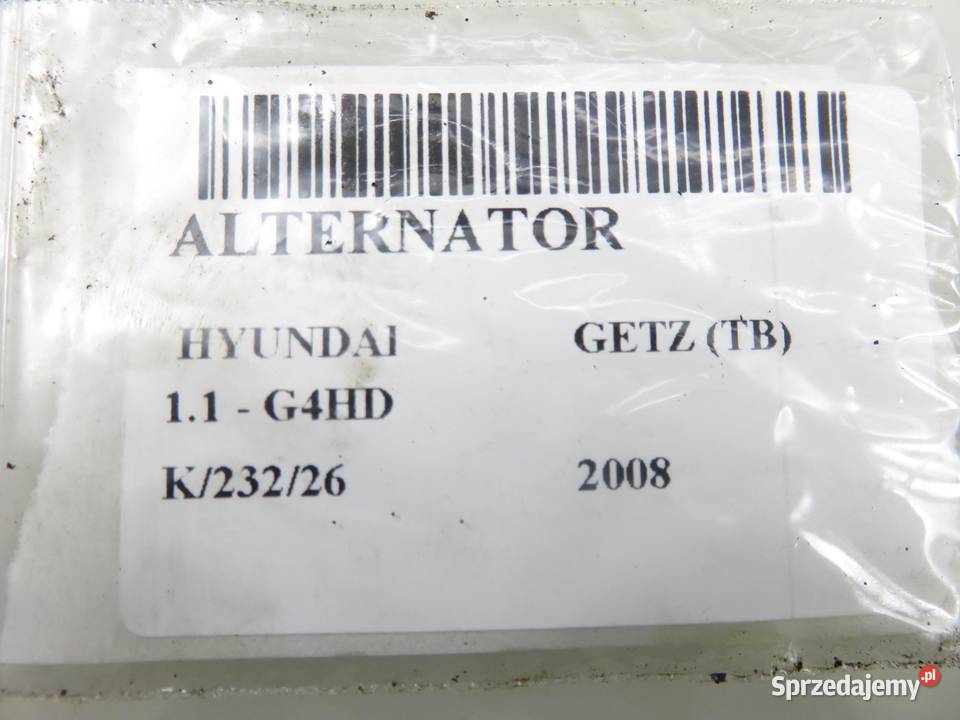 ALTERNATOR
HYUNDAI GETZ (TB)
1.1 - G4HD
K/232/26 2008
Sprzedajemy.pl